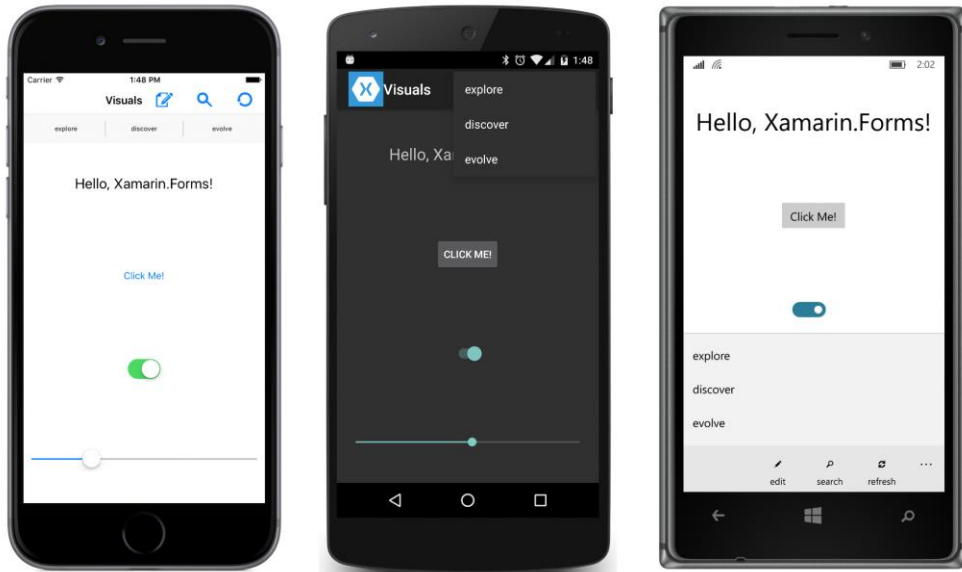 Carrier 1:48 PM
Visuals
explore discover evolve
Hello, Xamarin.Forms!
Click Me!
1:48
Visuals
explore
discover
evolve
Hello, Xa
CLICK ME!
2:02
Hello, Xamarin.Forms!
Click Me!
explore
discover
evolve
edit search refresh ...